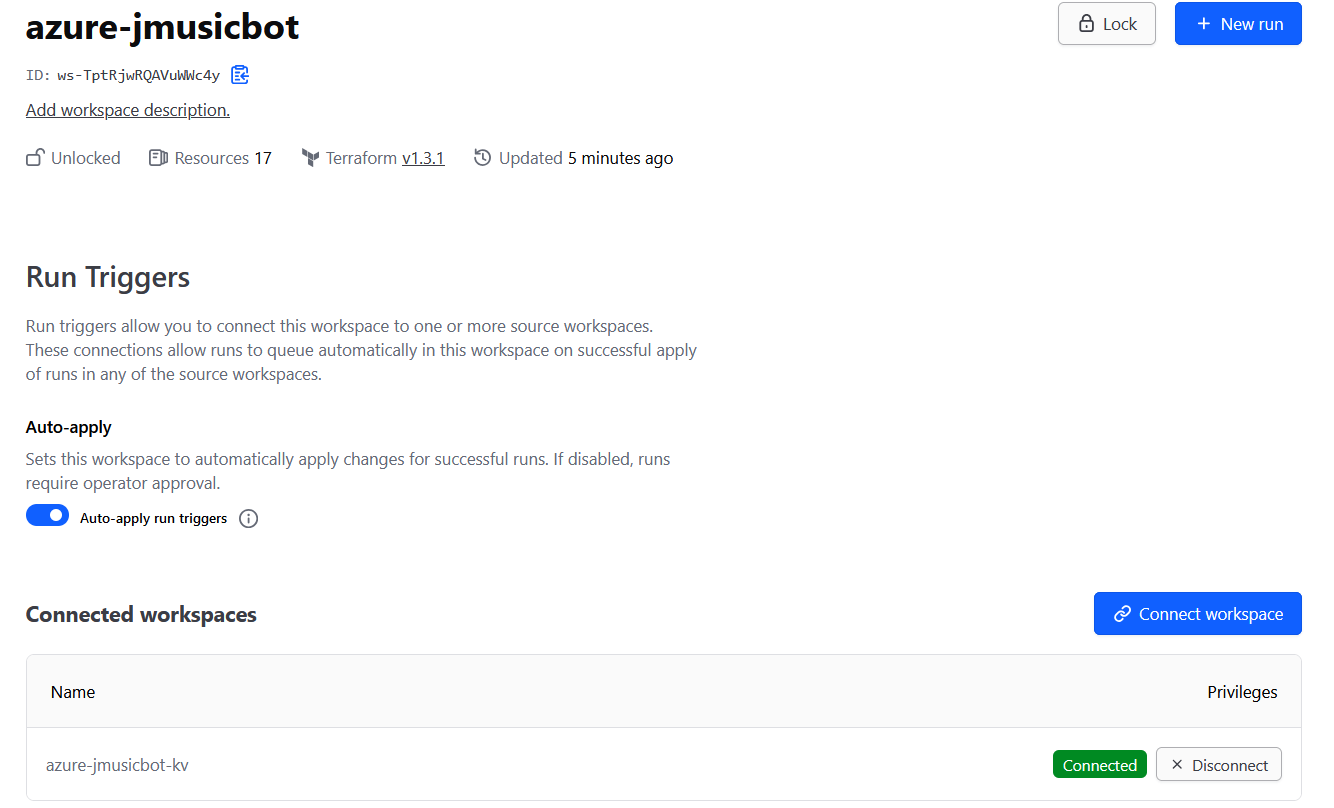 azure-jmusicbot
Lock
New run
ID: ws-TptRjwRQAVuWWc4y
Add workspace description.
Unlocked
Resources 17
Terraform v1.3.1
Updated 5 minutes ago
Run Triggers
Run triggers allow you to connect this workspace to one or more source workspaces.
These connections allow runs to queue automatically in this workspace on successful apply
of runs in any of the source workspaces.
Auto-apply
Sets this workspace to automatically apply changes for successful runs. If disabled, runs
require operator approval.
Auto-apply run triggers
Connected workspaces
Connect workspace
Name
Privileges
azure-jmusicbot-kv
Connected
Disconnect